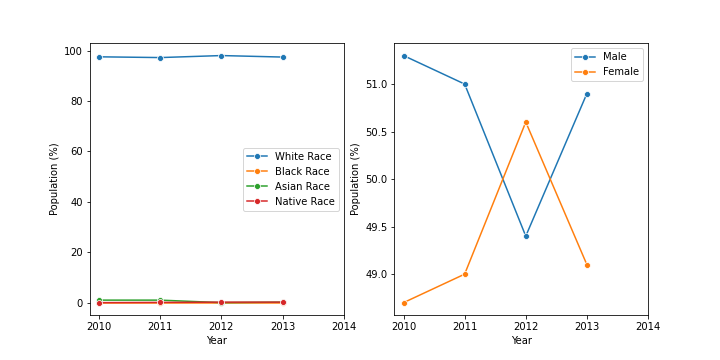 100
80
60
40
20
0
Population (%)
2010 2011 2012 2013 2014
Year
White Race
Black Race
Asian Race
Native Race
51.0
50.5
50.0
49.5
49.0
Population (%)
2010 2011 2012 2013 2014
Year
Male
Female